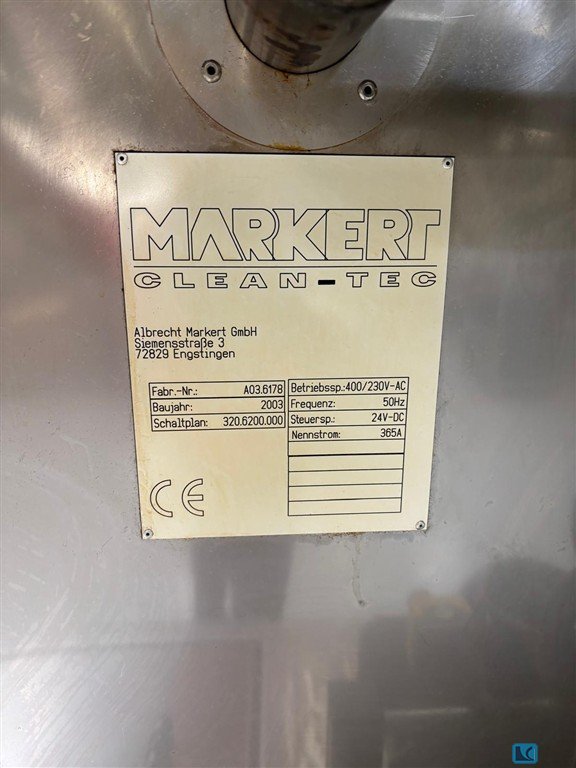 MARKERT
CLEAN-TEC
Albrecht Markert GmbH
Siemensstraße 3
72829 Engstingen
Fabr.-Nr.: A03.6178
Baujahr: 2003
Schaltplan: 320.6200.000
Betriebssp.: 400/230V-AC
Frequenz: 50Hz
Steuersp.: 24V-DC
Nennstrom: 365A
CE